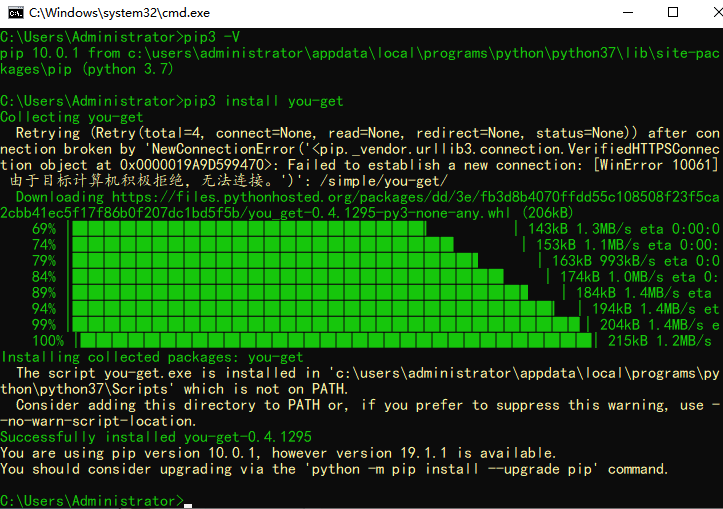 C:\Windows\system32\cmd.exe
C:\Users\Administrator>pip3 -V
pip 10.0.1 from c:\users\administrator\appdata\local\programs\python\python37\lib\site-pac
kages\pip (python 3.7)
C:\Users\Administrator>pip3 install you-get
Collecting you-get
Retrying (Retry(total=4, connect=None, read=None, redirect=None, status=None)) after con
nection broken by 'NewConnectionError('<pip._vendor.urllib3.connection.VerifiedHTTPSConnec
tion object at 0x0000019A9D599470>: Failed to establish a new connection: [WinError 10061]
由于目标计算机积极拒绝，无法连接。')': /simple/you-get/
Downloading https://files.pythonhosted.org/packages/dd/3e/fb3d8b4070ffdd55c108508f23f5ca
2cbb41ec5f17f86b0f207dc1bd5f5b/you_get-0.4.1295-py3-none-any.whl (206kB)
69% | | 143kB 1.3MB/s eta 0:00:0
74% | | 153kB 1.1MB/s eta 0:00:
79% | | 163kB 993kB/s eta 0:0
84% | | 174kB 1.0MB/s eta 0:
89% | | 184kB 1.4MB/s eta
94% | | 194kB 1.4MB/s et
99% | | 204kB 1.4MB/s e
100% | | 215kB 1.2MB/s
Installing collected packages: you-get
The script you-get.exe is installed in 'c:\users\administrator\appdata\local\programs\py
thon\python37\Scripts' which is not on PATH.
Consider adding this directory to PATH or, if you prefer to suppress this warning, use -
-no-warn-script-location.
Successfully installed you-get-0.4.1295
You are using pip version 10.0.1, however version 19.1.1 is available.
You should consider upgrading via the 'python -m pip install --upgrade pip' command.
C:\Users\Administrator>